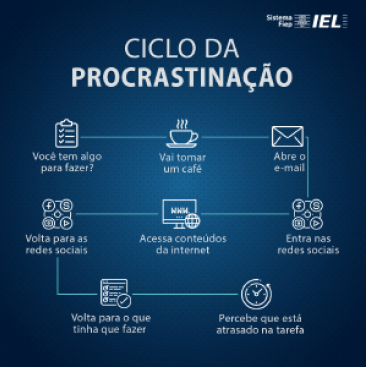 Sistema
Fiep
IEL
CICLO DA
PROCRASTINAÇÃO
Você tem algo
para fazer?
Vai tomar
um café
Abre o
e-mail
Volta para as
redes sociais
WWW
Acessa conteúdos
da internet
Entra nas
redes sociais
Volta para o que
tinha que fazer
Percebe que está
atrasado na tarefa